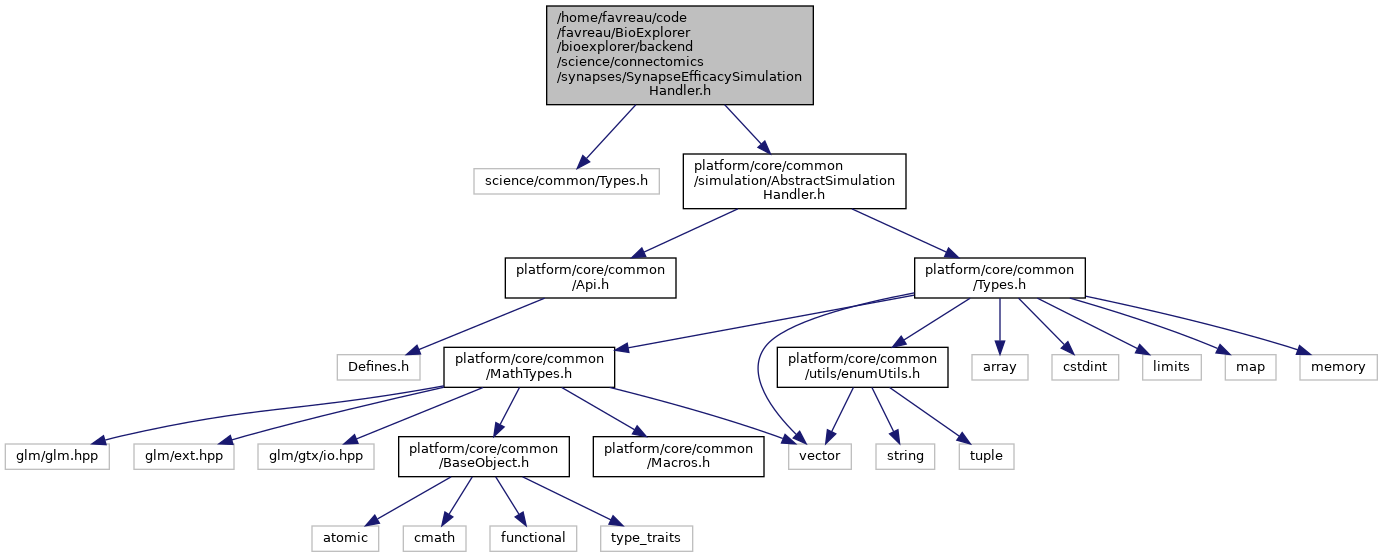 /home/favreau/code
/favreau/BioExplorer
/bioexplorer/backend
/science/connectomics
/synapses/SynapseEfficacySimulation
Handler.h
science/common/Types.h
platform/core/common
/simulation/AbstractSimulation
Handler.h
platform/core/common
/Api.h
platform/core/common
/Types.h
Defines.h
platform/core/common
/MathTypes.h
platform/core/common
/utils/enumUtils.h
array
cstdint
limits
map
memory
glm/glm.hpp
glm/ext.hpp
glm/gtx/io.hpp
platform/core/common
/BaseObject.h
platform/core/common
/Macros.h
vector
string
tuple
atomic
cmath
functional
type_traits